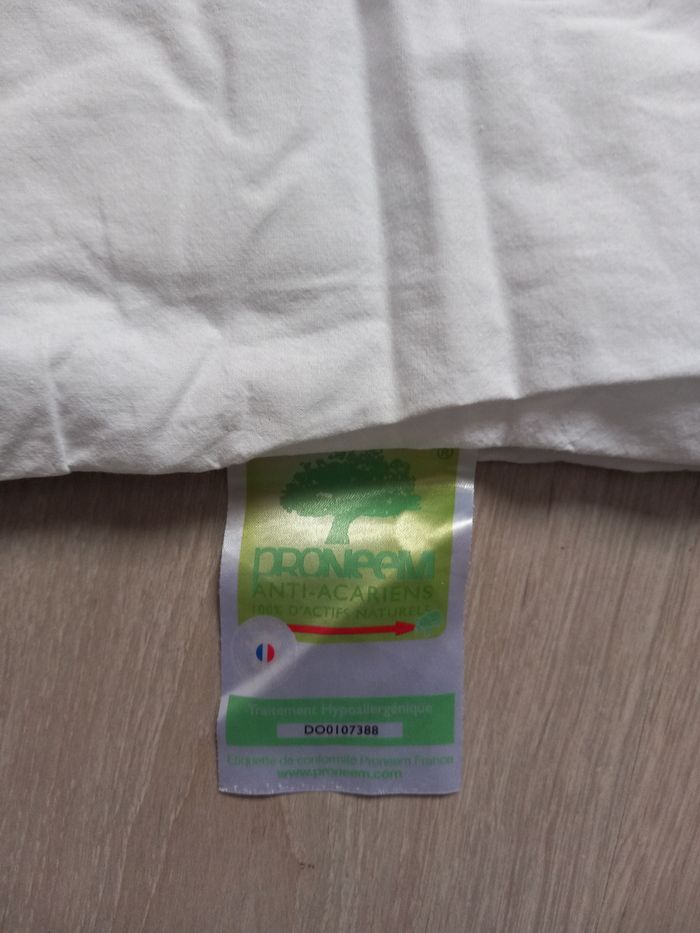 ®
PRONEEM
ANTI-ACARIENS
100% D'ACTIFS NATURELS
Traitement Hypoallergénique
DO0107388
Etiquette de conformité Proneem France
www.proneem.com